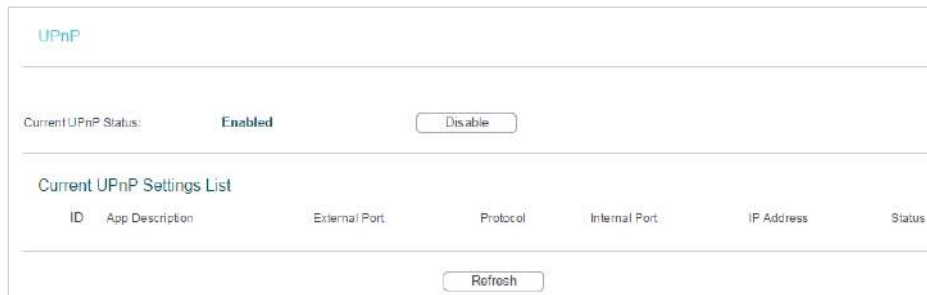 UPnP
Current UPnP Status: Enabled Disable
Current UPnP Settings List
ID App Description External Port Protocol Internal Port IP Address Status
Refresh